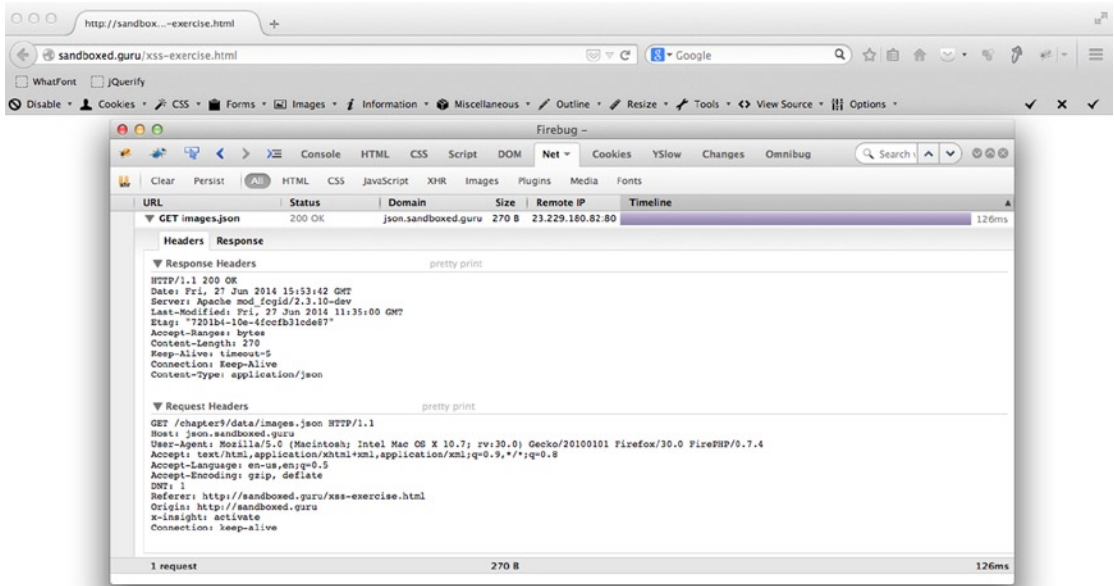 http://sandbox...-exercise.html
sandboxed.guru/xss-exercise.html
Google
WhatFont jQuerify
Disable Cookies CSS Forms Images Information Miscellaneous Outline Resize Tools View Source Options
Firebug -
Console HTML CSS Script DOM Net Cookies YSlow Changes Omnibug Search
Clear Persist All HTML CSS JavaScript XHR Images Plugins Media Fonts
URL Status Domain Size Remote IP Timeline
GET images.json 200 OK json.sandboxed.guru 270 B 23.229.180.82:80 126ms
Headers Response
Response Headers pretty print
HTTP/1.1 200 OK
Date: Fri, 27 Jun 2014 15:53:42 GMT
Server: Apache mod_fcgid/2.3.10-dev
Last-Modified: Fri, 27 Jun 2014 11:35:00 GMT
Etag: "7201b4-10e-4fccfb31cde87"
Accept-Ranges: bytes
Content-Length: 270
Keep-Alive: timeout=5
Connection: Keep-Alive
Content-Type: application/json
Request Headers pretty print
GET /chapter9/data/images.json HTTP/1.1
Host: json.sandboxed.guru
User-Agent: Mozilla/5.0 (Macintosh; Intel Mac OS X 10.7; rv:30.0) Gecko/20100101 Firefox/30.0 FirePHP/0.7.4
Accept: text/html,application/xhtml+xml,application/xml;q=0.9,*/*;q=0.8
Accept-Language: en-us,en;q=0.5
Accept-Encoding: gzip, deflate
DNT: 1
Referer: http://sandboxed.guru/xss-exercise.html
Origin: http://sandboxed.guru
x-insight: activate
Connection: keep-alive
1 request 270 B 126ms